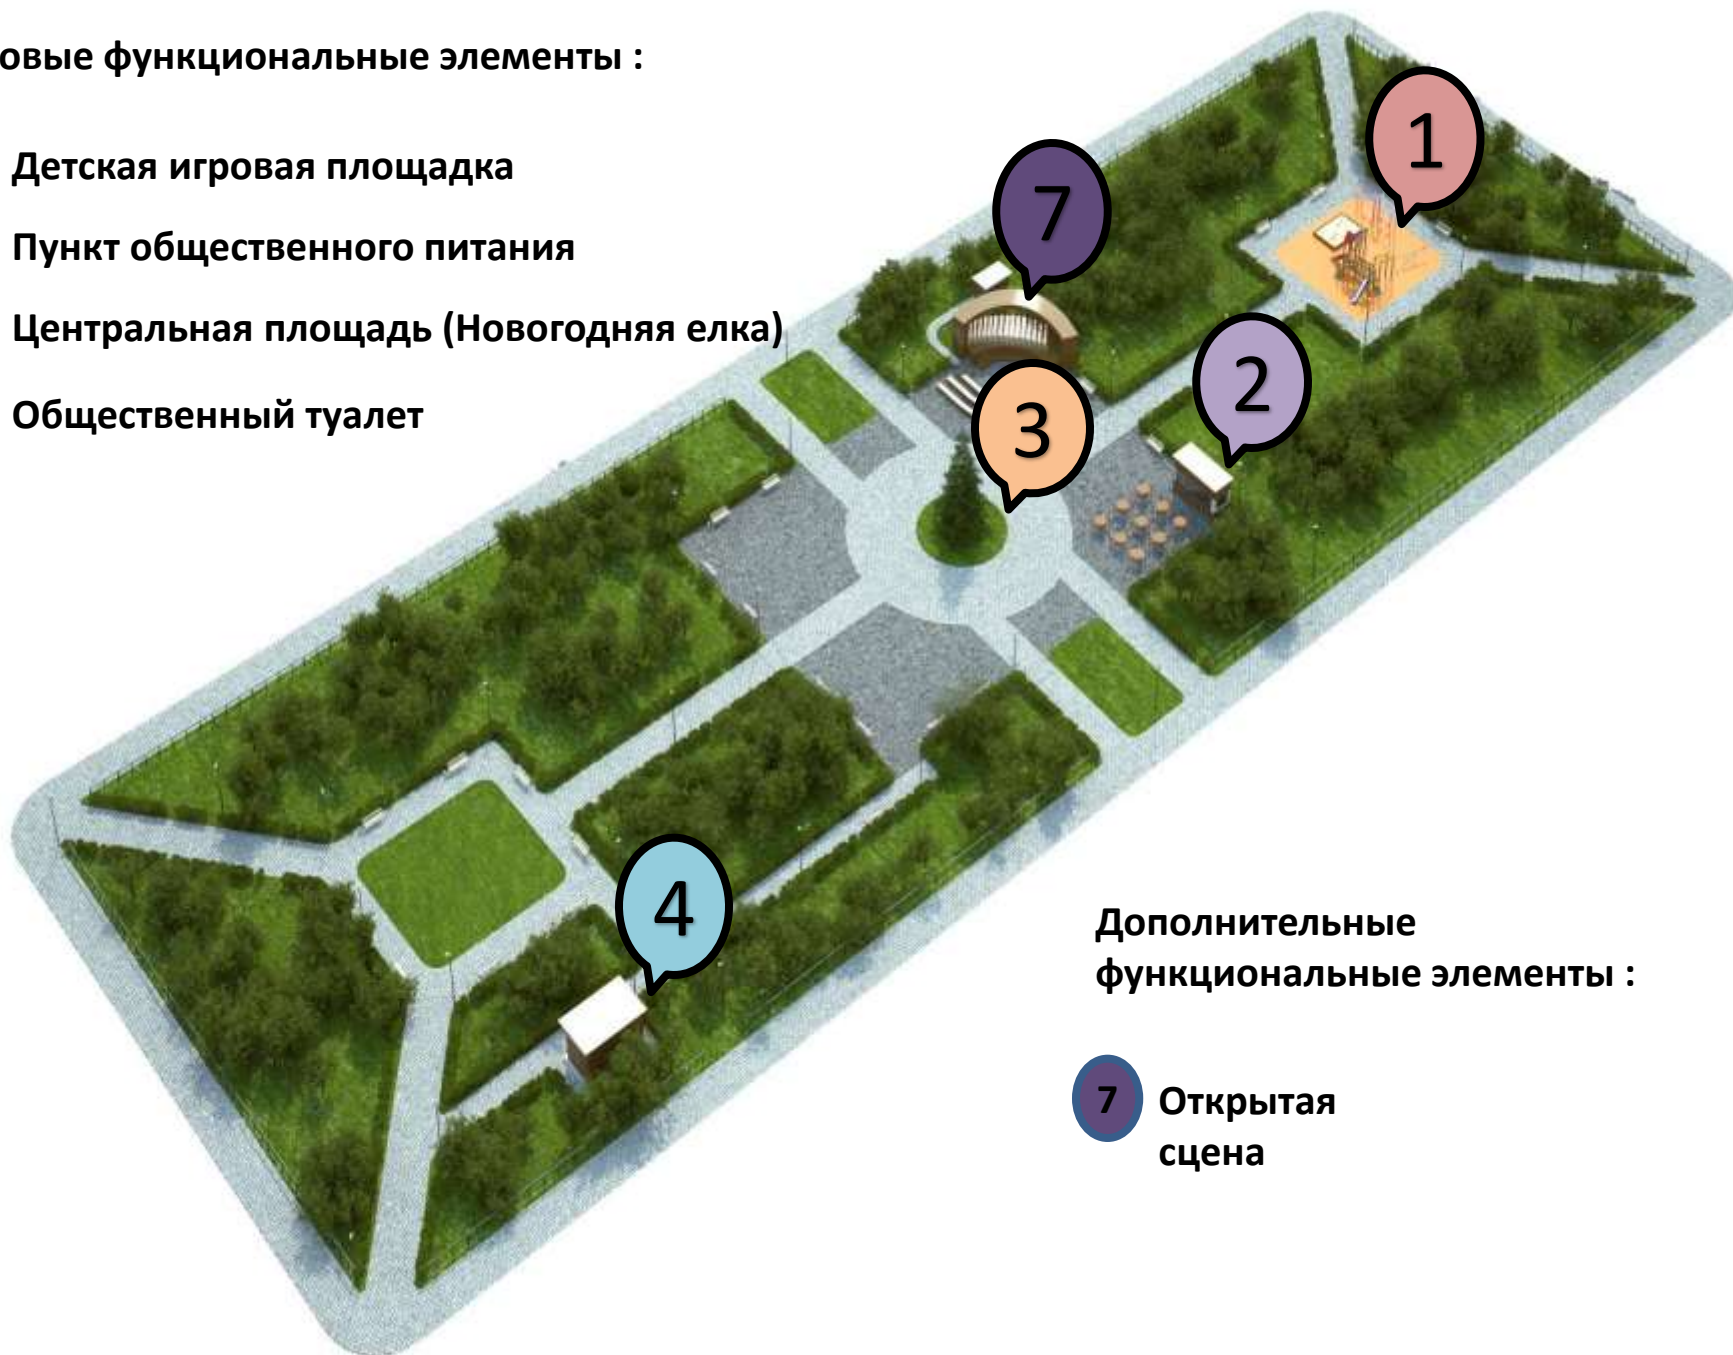 овые функциональные элементы :
Детская игровая площадка
Пункт общественного питания
Центральная площадь (Новогодняя елка)
Общественный туалет
1
7
2
3
4
Дополнительные
функциональные элементы :
7 Открытая
сцена